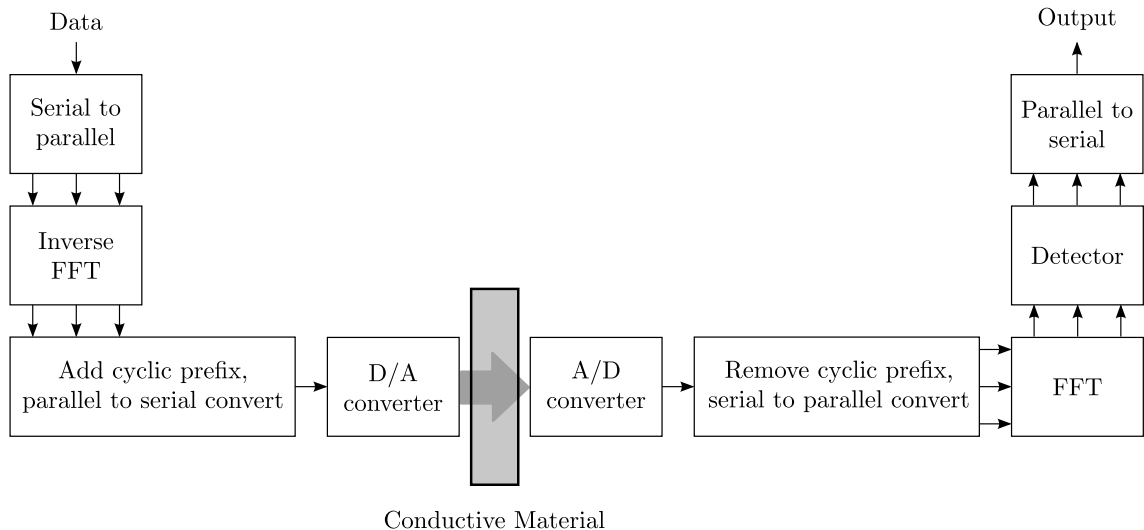 Data
Serial to
parallel
Inverse
FFT
Add cyclic prefix,
parallel to serial convert
D/A
converter
Conductive Material
A/D
converter
Remove cyclic prefix,
serial to parallel convert
FFT
Detector
Parallel to
serial
Output